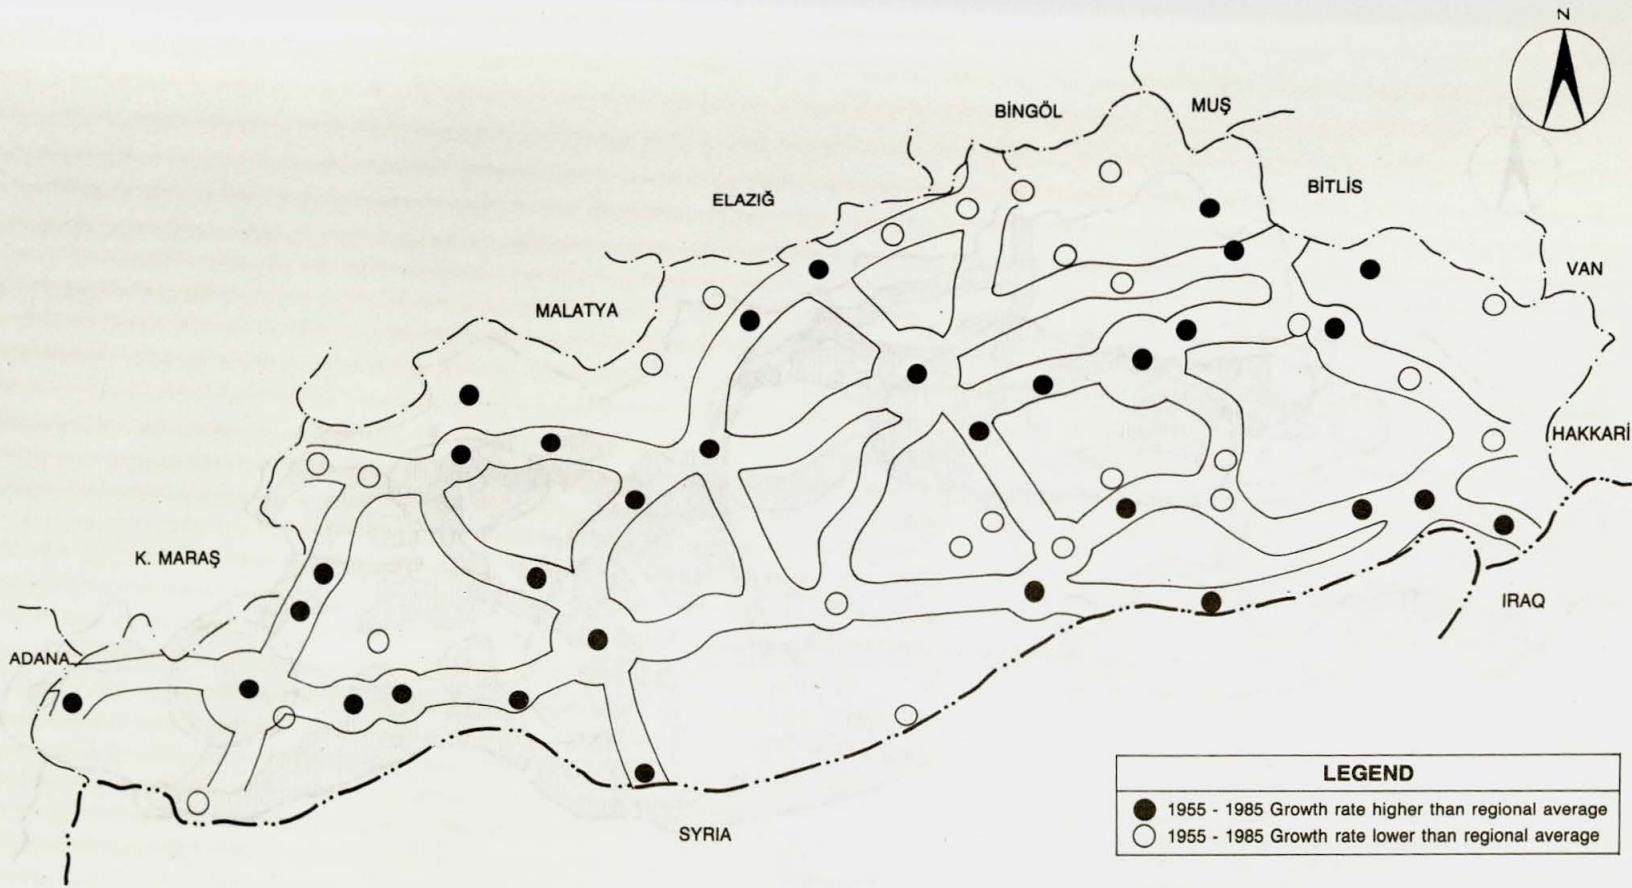 N
BİNGÖL
MUŞ
BİTLİS
ELAZIĞ
VAN
MALATYA
HAKKARİ
K. MARAŞ
IRAQ
ADANA
SYRIA
LEGEND
1955 - 1985 Growth rate higher than regional average
1955 - 1985 Growth rate lower than regional average